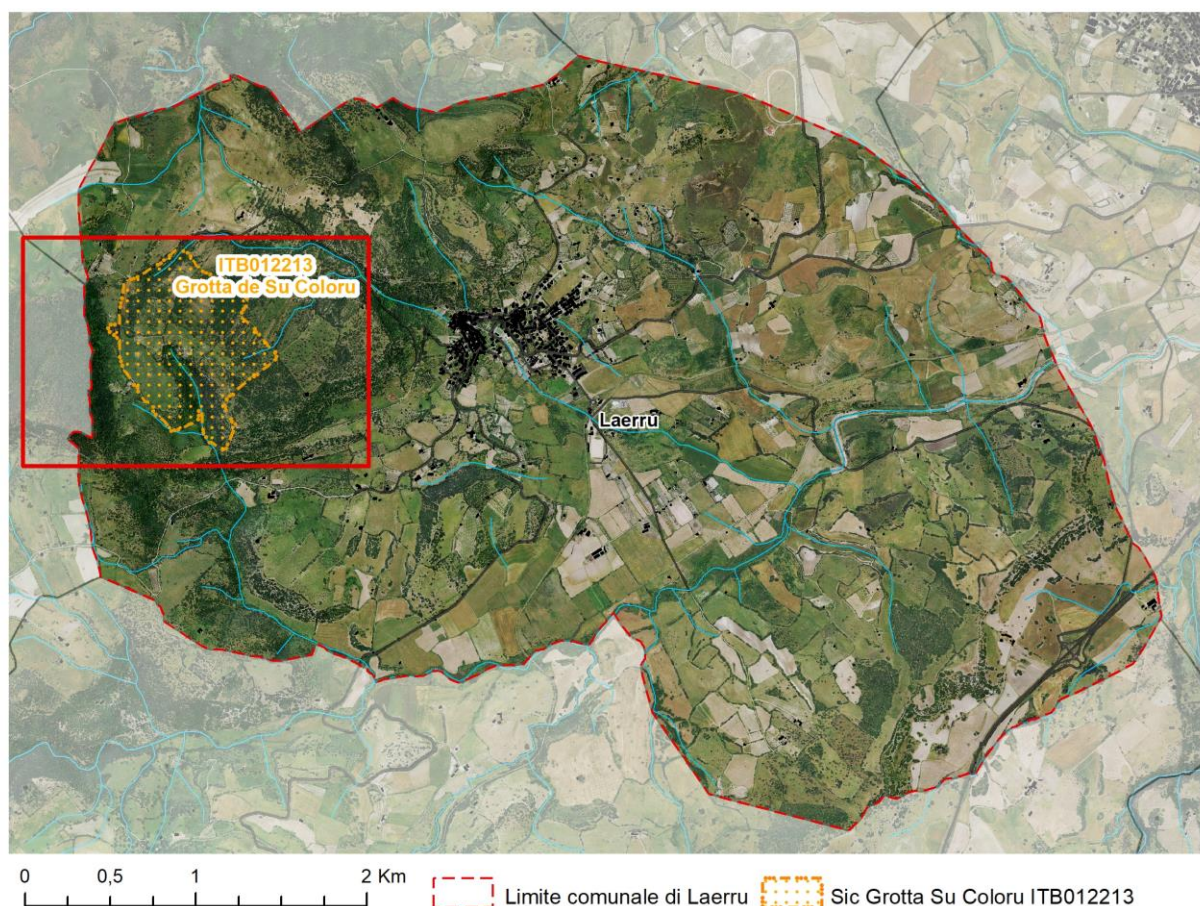 ITB012213
Grotta de Su Coloru
Laerru
0 0,5 1 2 Km
Limite comunale di Laerru
Sic Grotta Su Coloru ITB012213